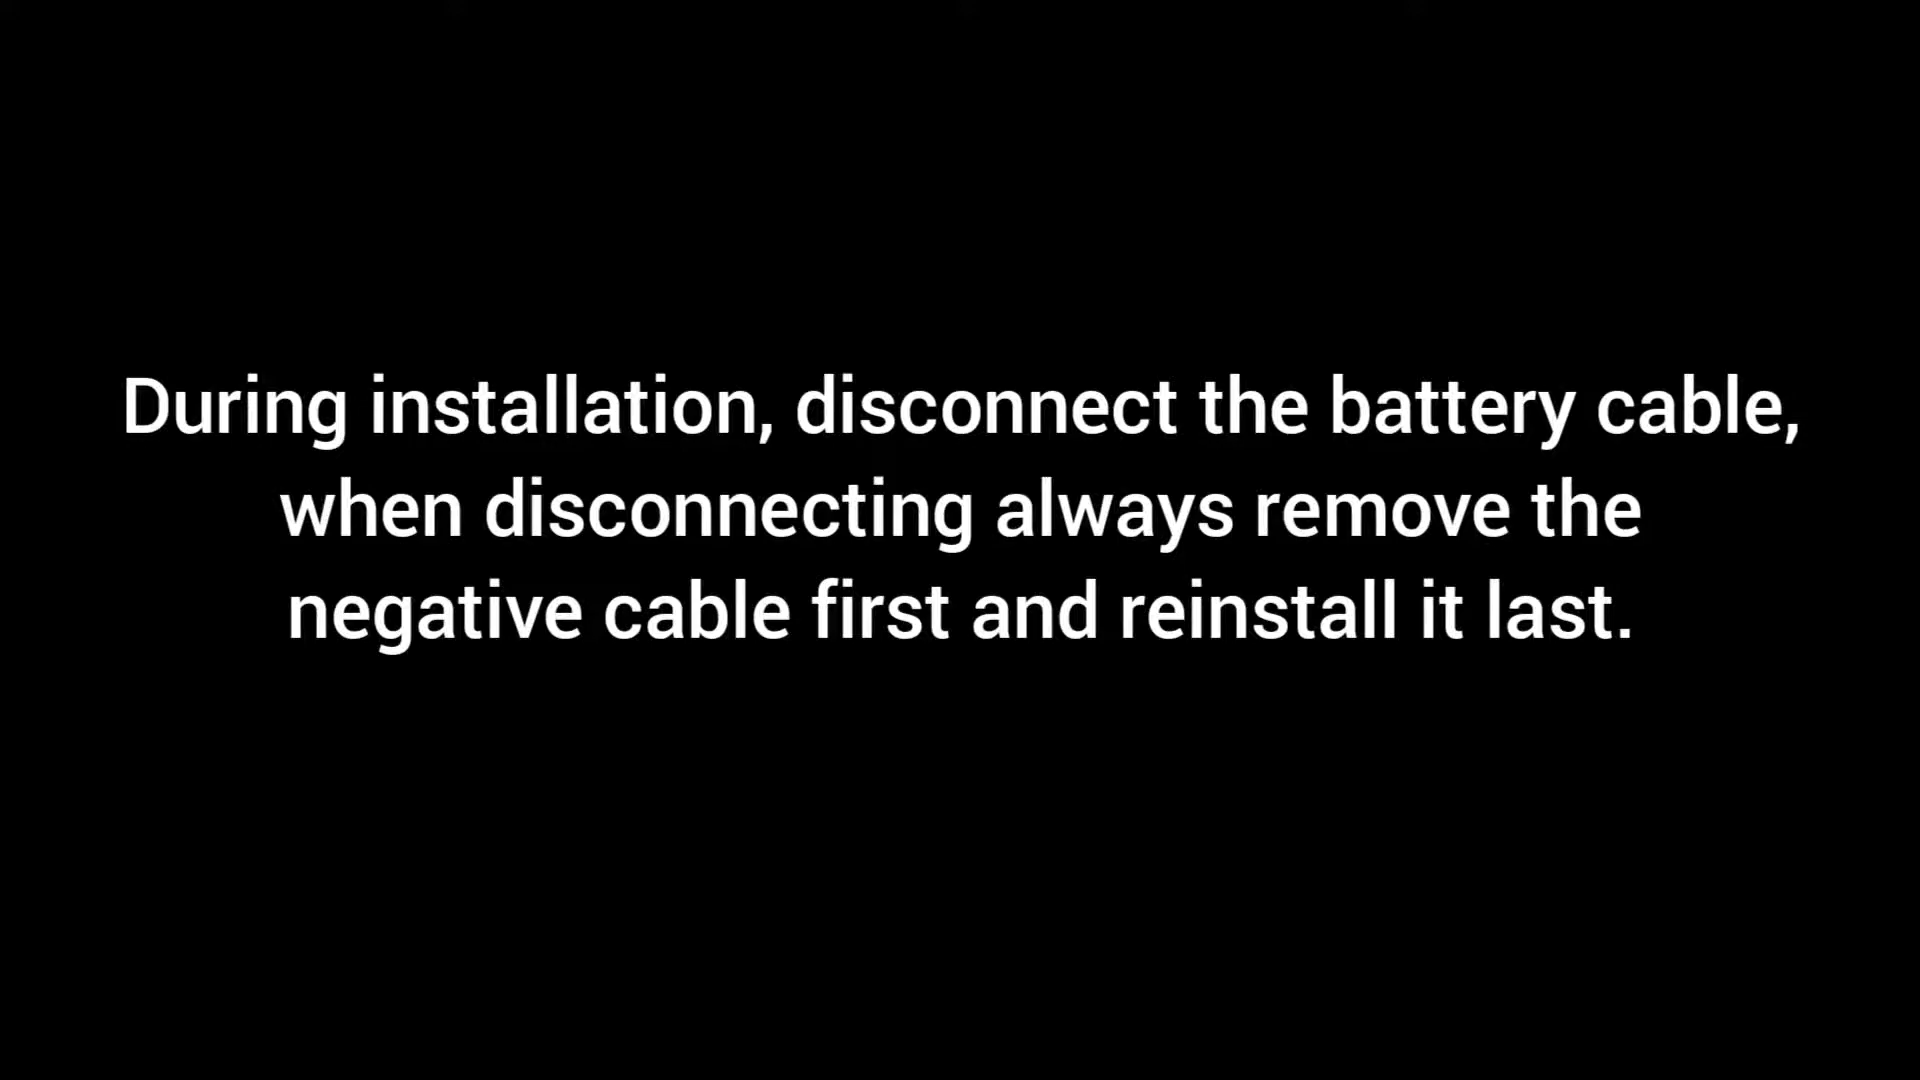 During installation, disconnect the battery cable,
when disconnecting always remove the
negative cable first and reinstall it last.